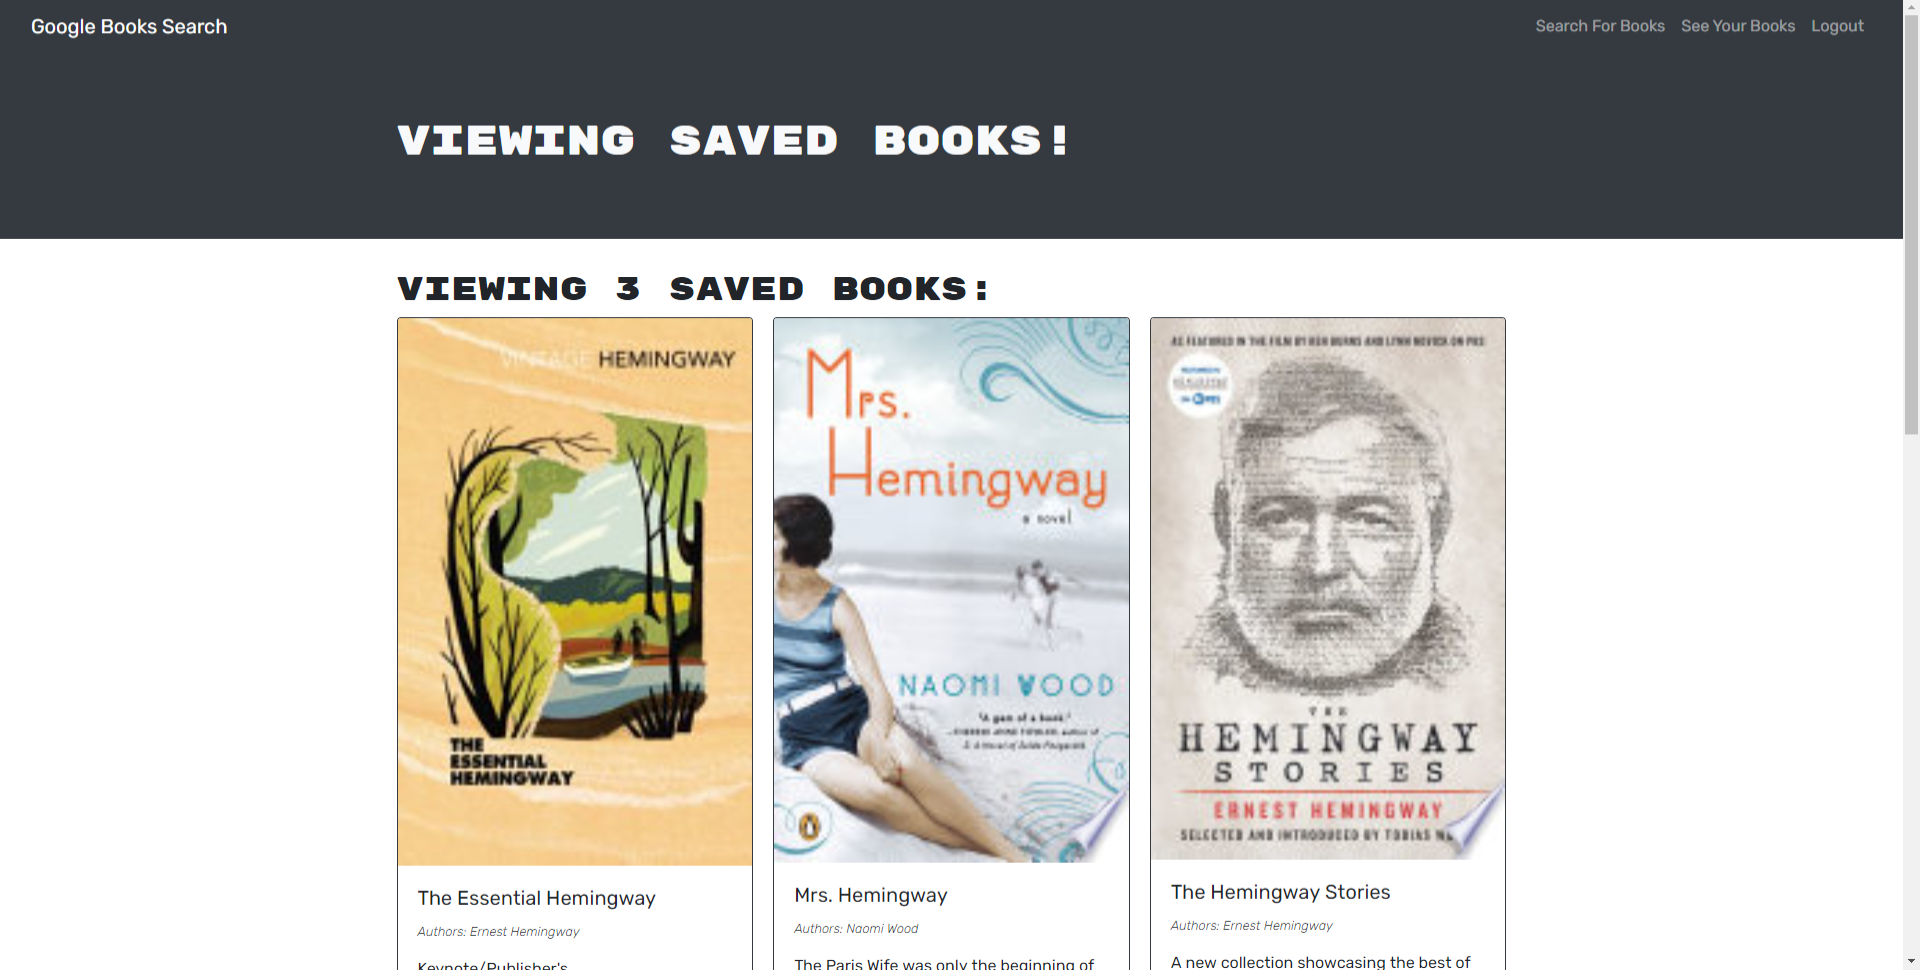 Google Books Search
Search For Books
See Your Books
Logout
VIEWING SAVED BOOKS!
VIEWING 3 SAVED BOOKS:
VINTAGE HEMINGWAY
THE
ESSENTIAL
HEMINGWAY
The Essential Hemingway
Authors: Ernest Hemingway
Keynote/Publisher's
Mrs.
Hemingway
a novel
NAOMI WOOD
"A gem of a book."
Mrs. Hemingway
Authors: Naomi Wood
The Paris Wife was only the beginning of
AS FEATURED IN THE FILM BY KEN BURNS AND LYNN NOVICK ON PBS
PBS
THE
HEMINGWAY
STORIES
ERNEST HEMINGWAY
SELECTED AND INTRODUCED BY TOBIAS
The Hemingway Stories
Authors: Ernest Hemingway
A new collection showcasing the best of